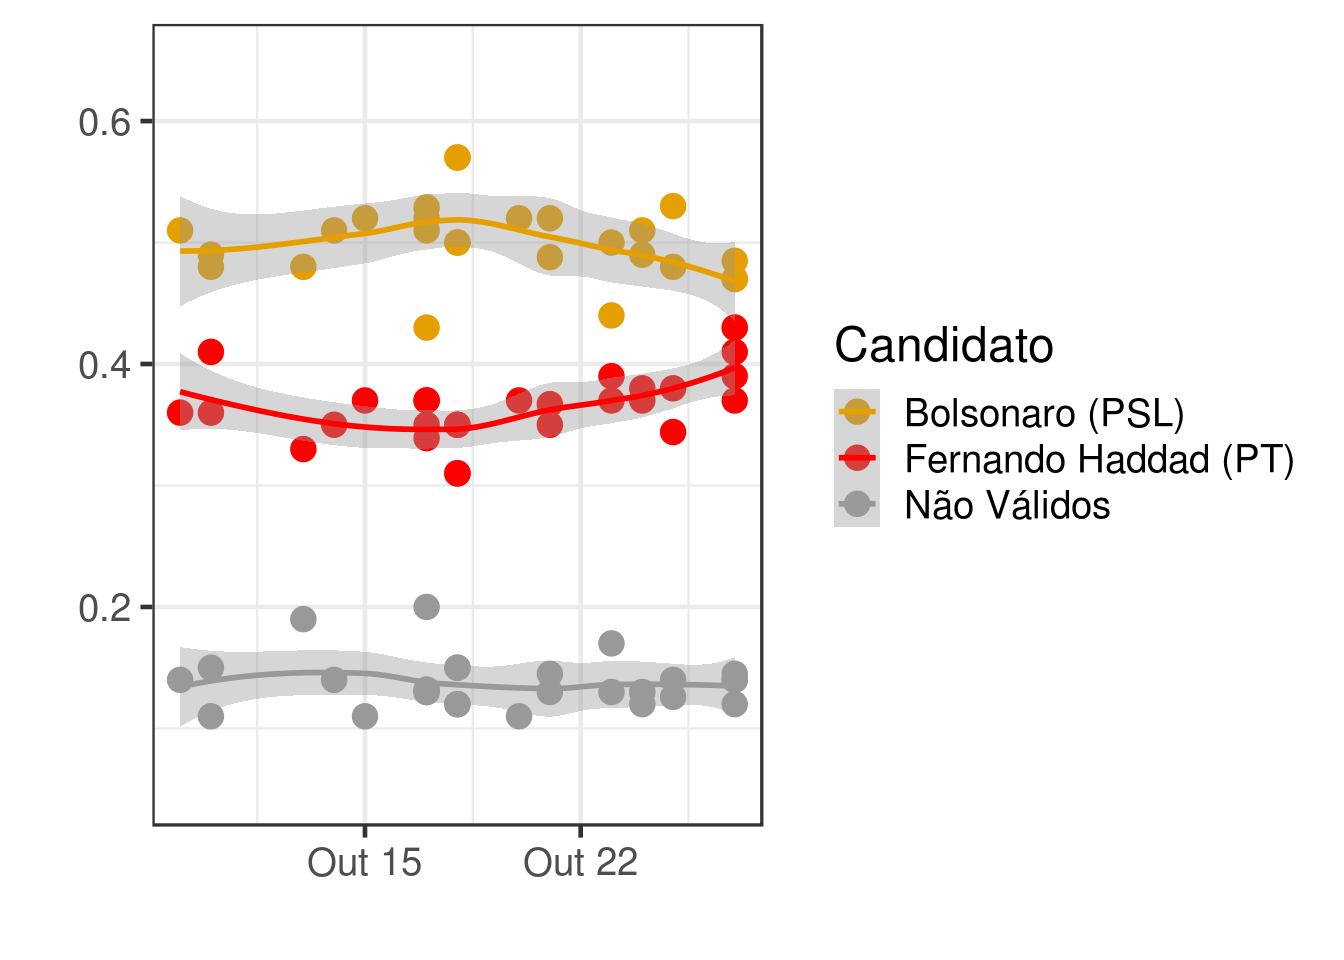 0.6
0.4
0.2
Out 15
Out 22
Candidato
Bolsonaro (PSL)
Fernando Haddad (PT)
Não Válidos